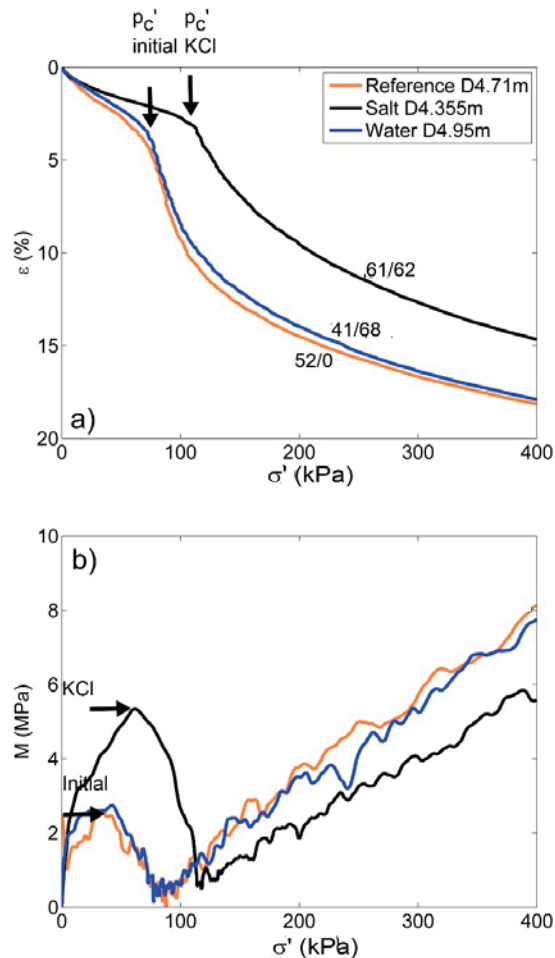 pc' pc'
initial KCl
0
Reference D4.71m
Salt D4.355m
Water D4.95m
5
ε (%)
10
61/62
41/68
15
52/0
a)
20
0 100 200 300 400
σ' (kPa)
b)
10
8
6
KCl
M (MPa)
4
Initial
2
0
0 100 200 300 400
σ' (kPa)